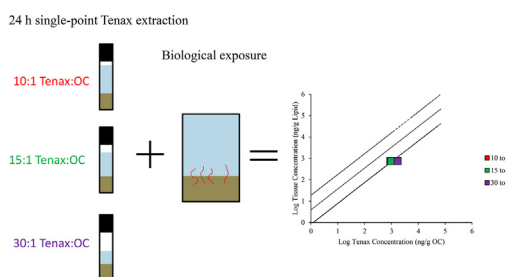 24 h single-point Tenax extraction
Biological exposure
10:1 Tenax:OC
15:1 Tenax:OC
30:1 Tenax:OC
+
=
Log Tissue Concentration (ng/g Lipid)
6
5
4
3
2
1
0
0 1 2 3 4 5 6
Log Tenax Concentration (ng/g OC)
10 to
15 to
30 to